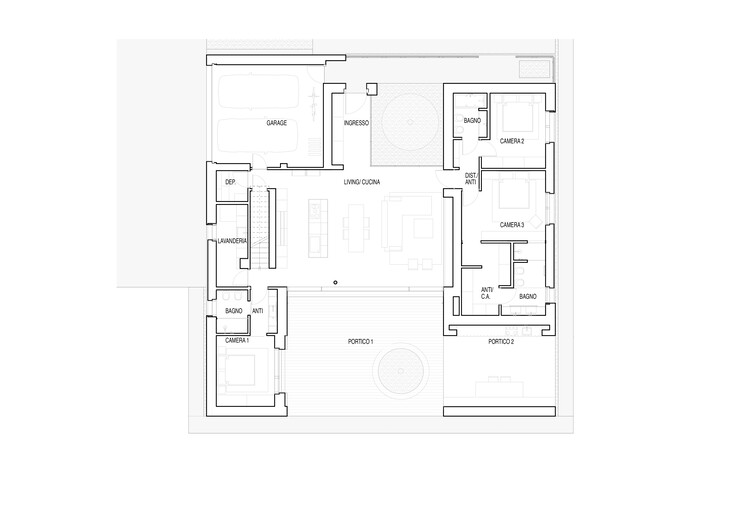 GARAGE
INGRESSO
BAGNO
CAMERA 2
DEP.
LIVING/ CUCINA
DIST./
ANTI
CAMERA 3
LAVANDERIA
ANTI/
C.A.
BAGNO
BAGNO
ANTI
CAMERA 1
PORTICO 1
PORTICO 2